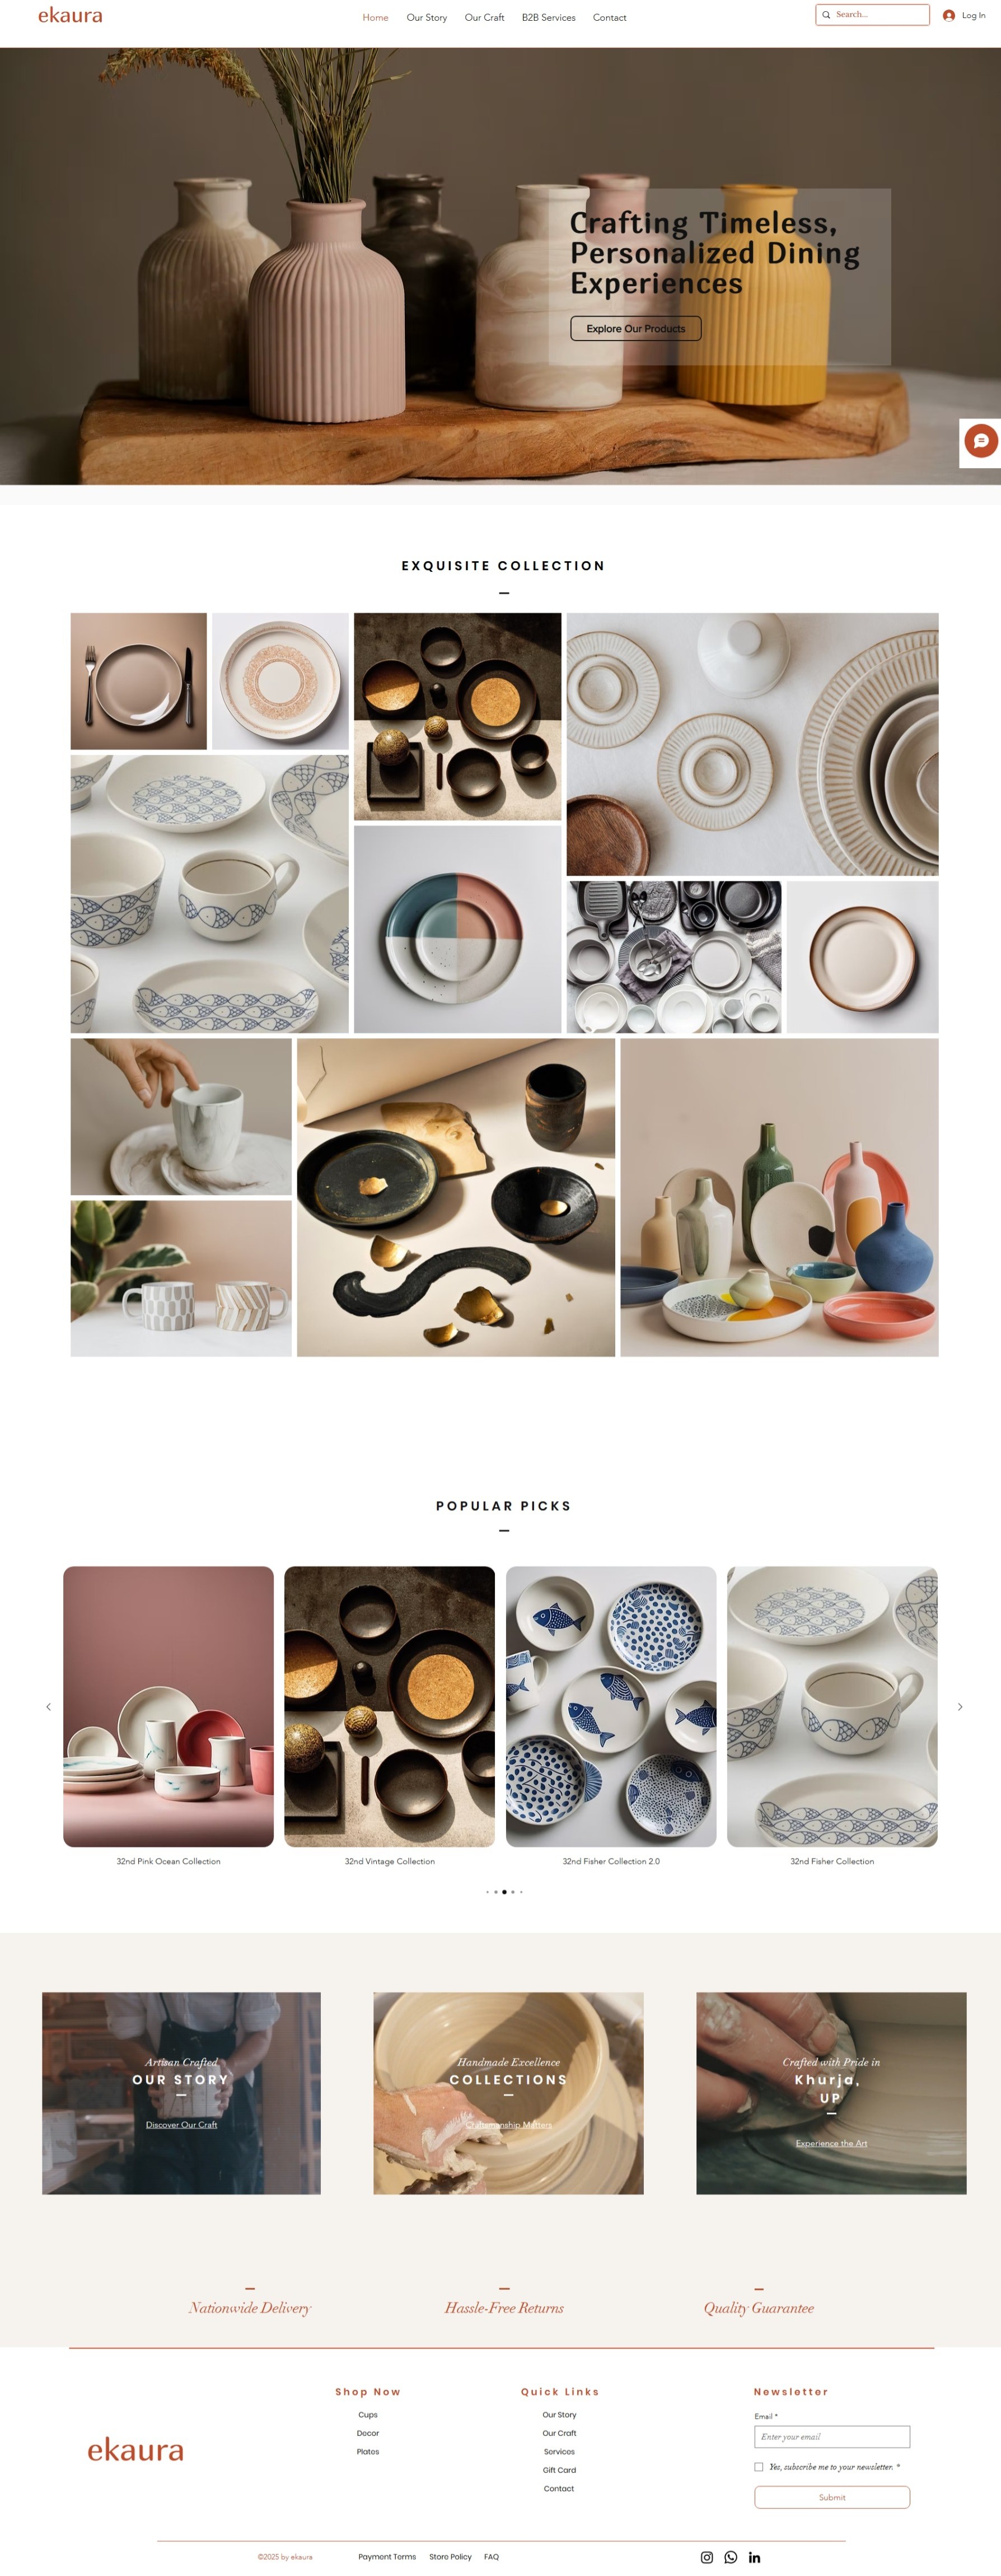 ekaura
Home Our Story Our Craft B2B Services Contact
Search...
Log In
Crafting Timeless,
Personalized Dining
Experiences
Explore Our Products
EXQUISITE COLLECTION
POPULAR PICKS
32nd Pink Ocean Collection
32nd Vintage Collection
32nd Fisher Collection 2.0
32nd Fisher Collection
Artisan Crafted
OUR STORY
Discover Our Craft
Handmade Excellence
COLLECTIONS
Craftsmanship Matters
Crafted with Pride in
Khurja,
UP
Experience the Art
Nationwide Delivery
Hassle-Free Returns
Quality Guarantee
ekaura
Shop Now
Cups
Decor
Plates
Quick Links
Our Story
Our Craft
Services
Gift Card
Contact
Newsletter
Email *
Enter your email
Yes, subscribe me to your newsletter. *
Submit
©2025 by ekaura
Payment Terms Store Policy FAQ